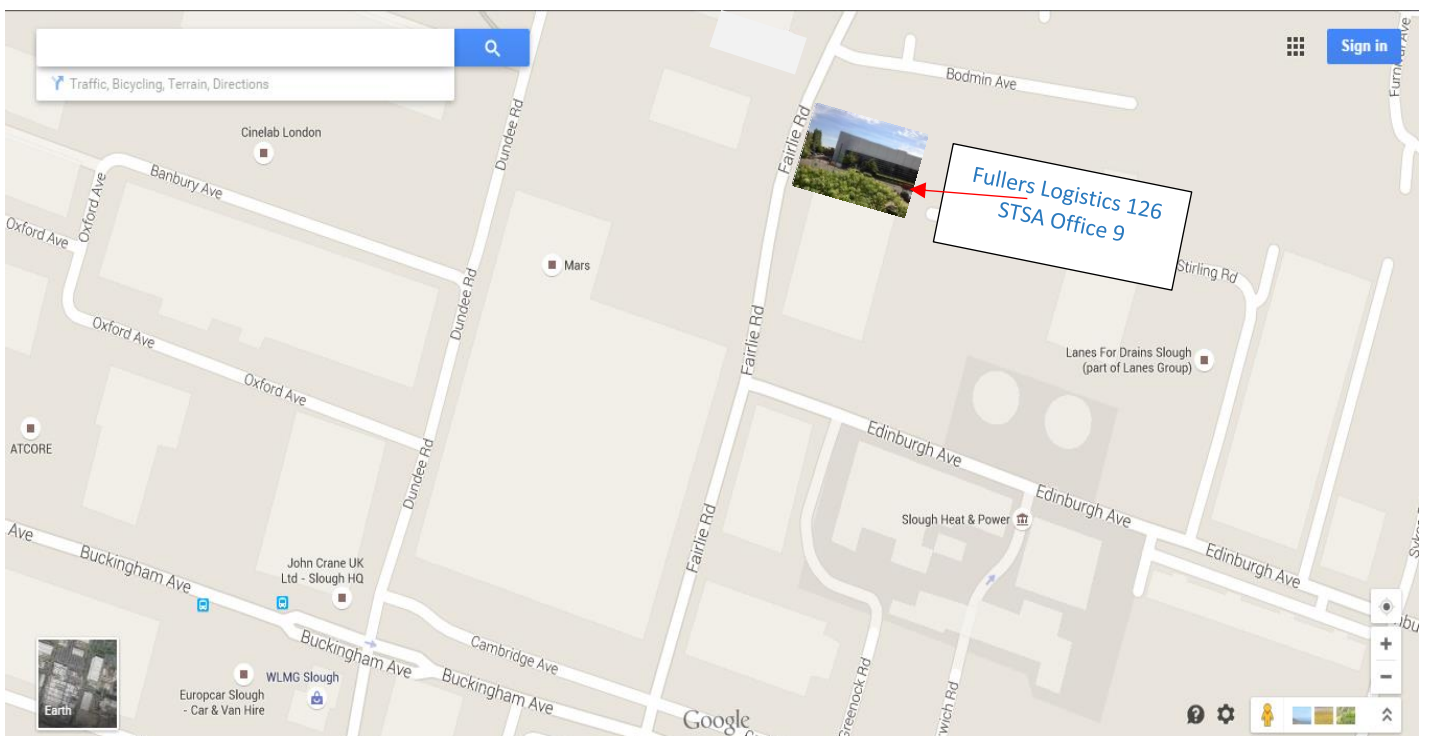 Sign in
Traffic, Bicycling, Terrain, Directions
Bodmin Ave
Cinelab London
Dundee Rd
Fairlie Rd
Banbury Ave
Oxford Ave
Oxford Ave
Fullers Logistics 126
STSA Office 9
Mars
Stirling Rd
Dundee Rd
Fairlie Rd
Oxford Ave
Lanes For Drains Slough
(part of Lanes Group)
Oxford Ave
ATCORE
Edinburgh Ave
Dundee Rd
Edinburgh Ave
Slough Heat & Power
Fairlie Rd
Ave
Buckingham Ave
Edinburgh Ave
John Crane UK
Ltd - Slough HQ
Buckingham Ave
Cambridge Ave
WLMG Slough
Europcar Slough
- Car & Van Hire
Buckingham Ave
Greenock Rd
Earth
Google